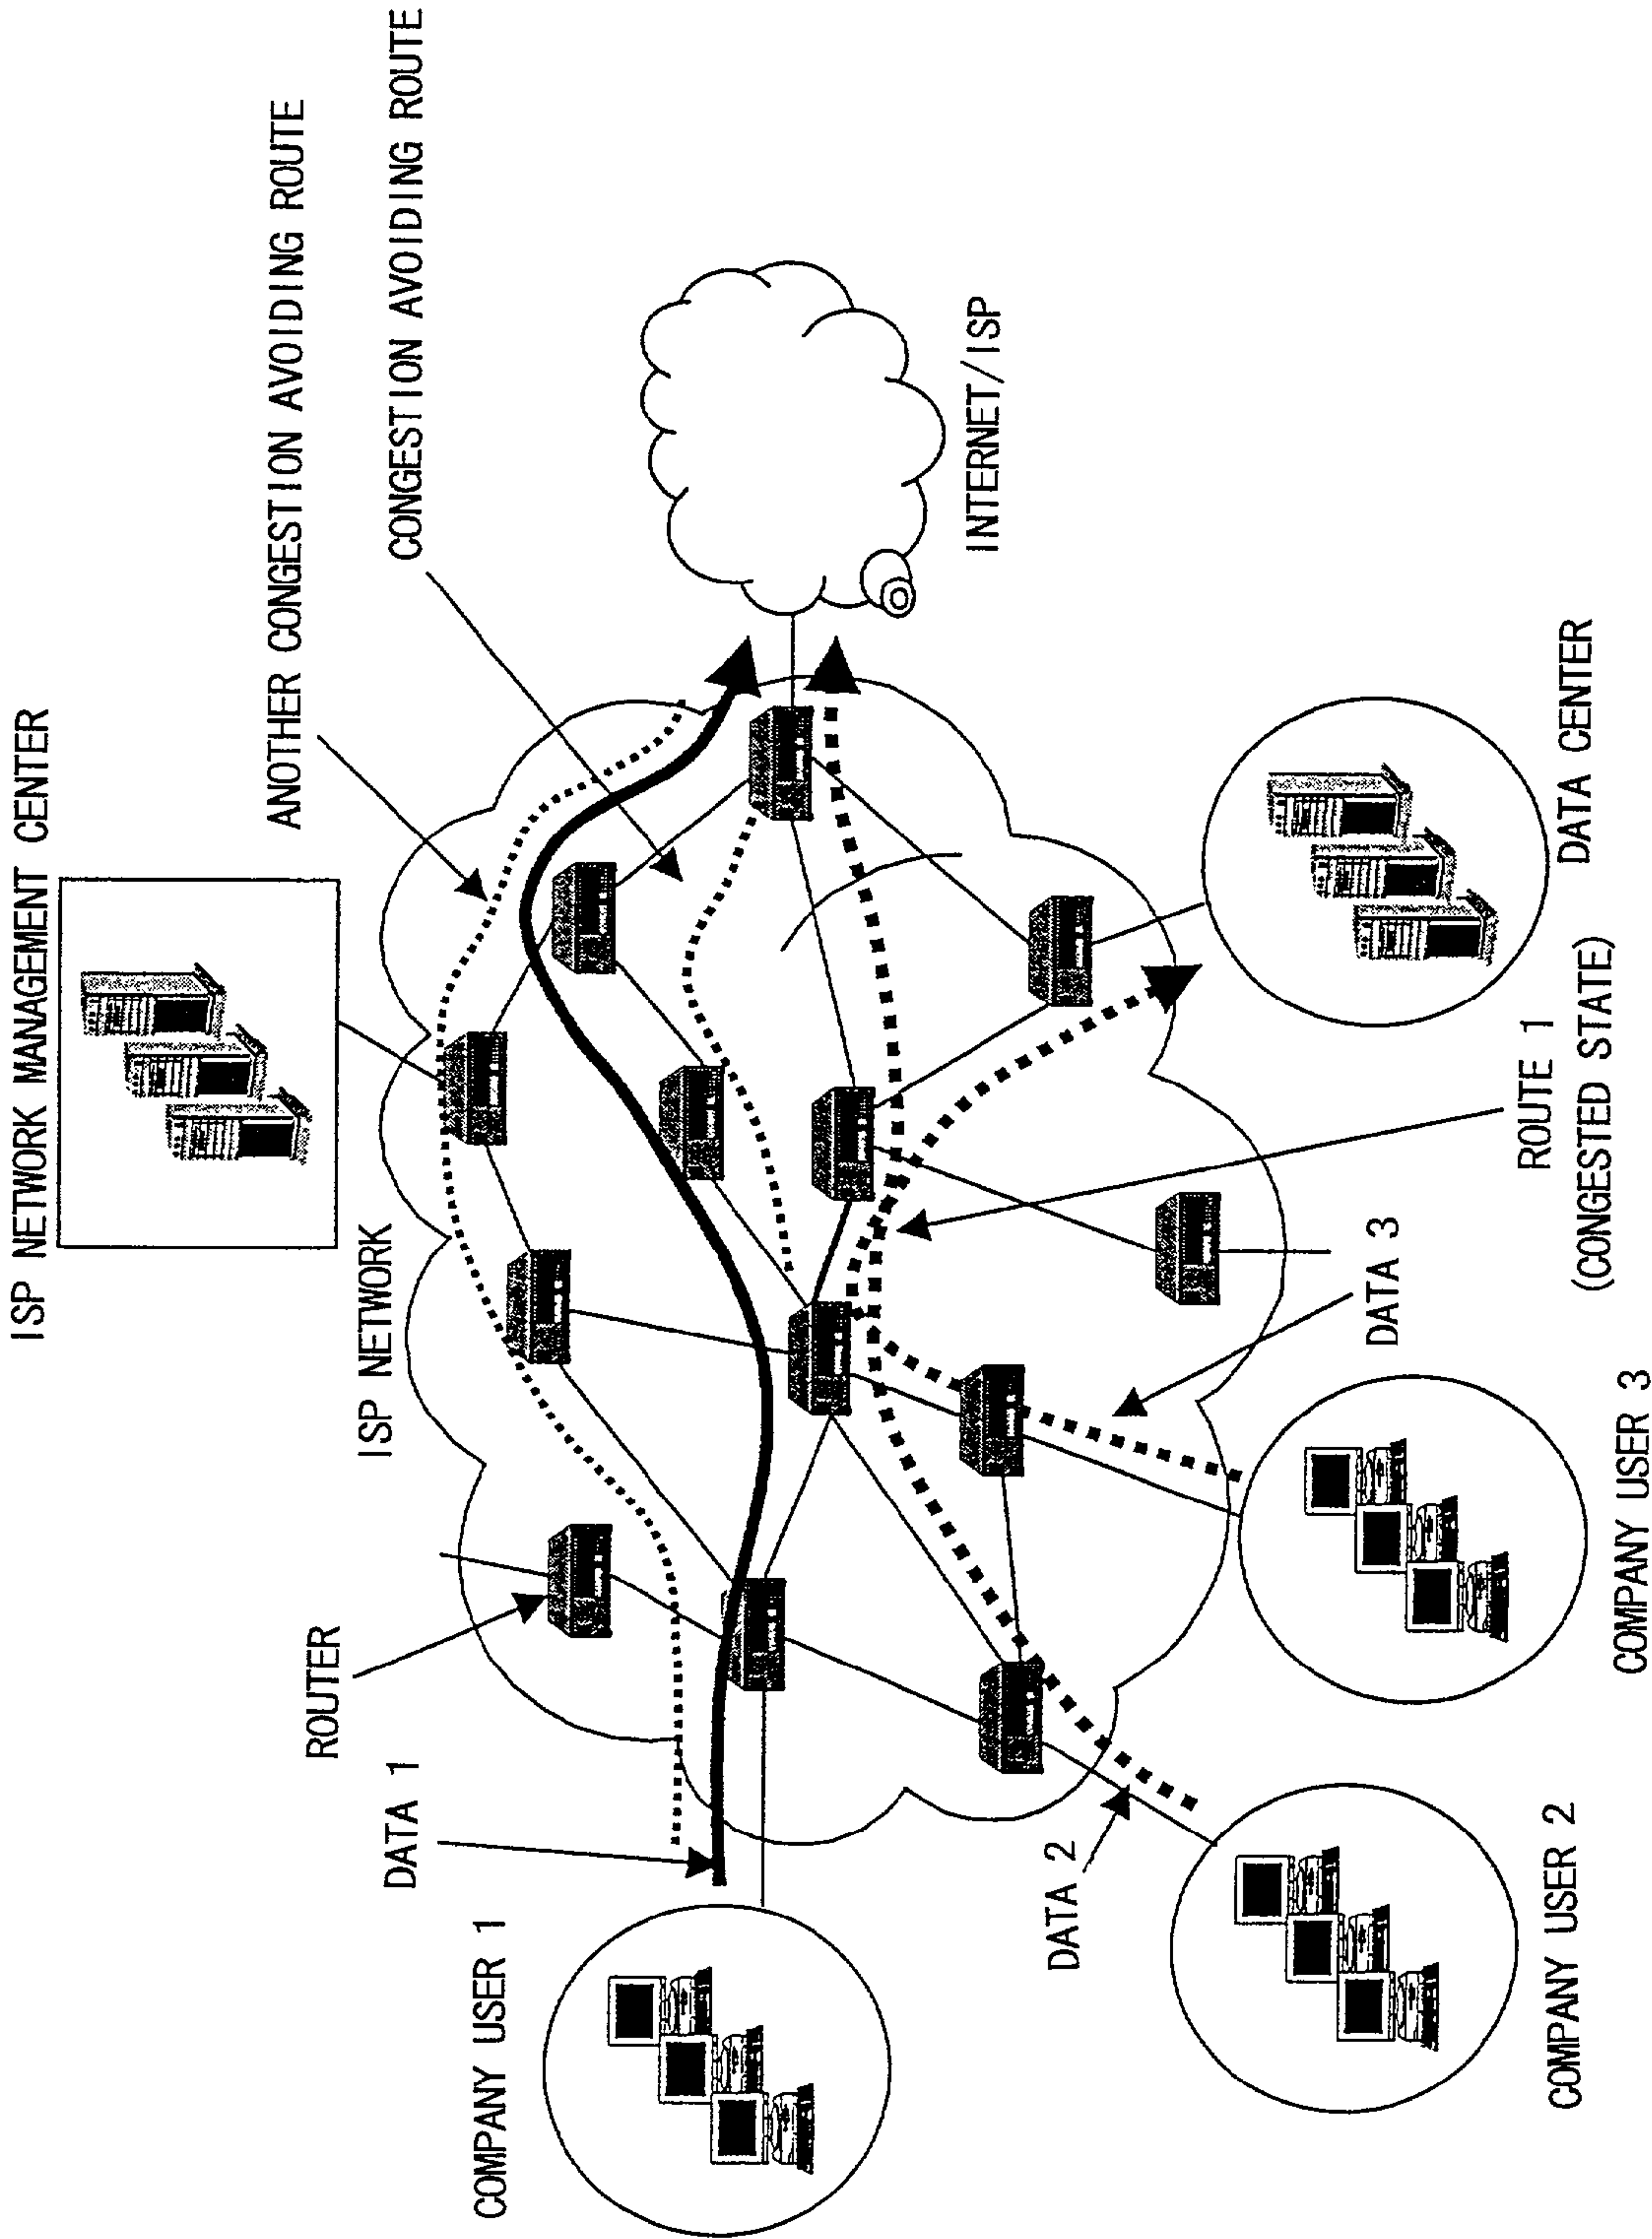 ISP NETWORK MANAGEMENT CENTER
ANOTHER CONGESTION AVOIDING ROUTE
CONGESTION AVOIDING ROUTE
ISP NETWORK
ROUTER
DATA 1
COMPANY USER 1
INTERNET/ISP
DATA 2
COMPANY USER 2
DATA 3
COMPANY USER 3
ROUTE 1
(CONGESTED STATE)
DATA CENTER